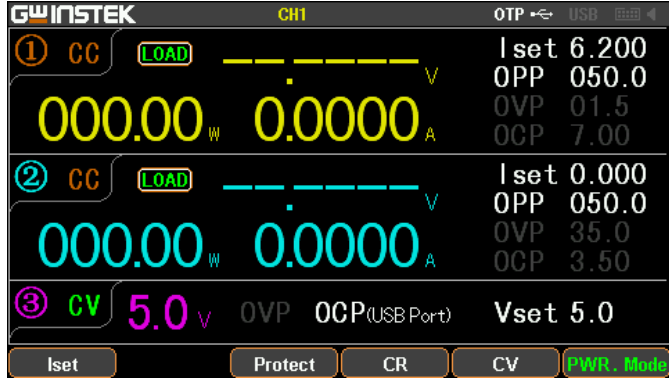 GWINSTEK CH1 OTP USB
1 CC LOAD __.____ V Iset 6.200
OPP 050.0
000.00 W 0.0000 A OVP 01.5
OCP 7.00
2 CC LOAD __.____ V Iset 0.000
OPP 050.0
000.00 W 0.0000 A OVP 35.0
OCP 3.50
3 CV 5.0 V OVP OCP(USB Port) Vset 5.0
Iset Protect CR CV PWR. Mode